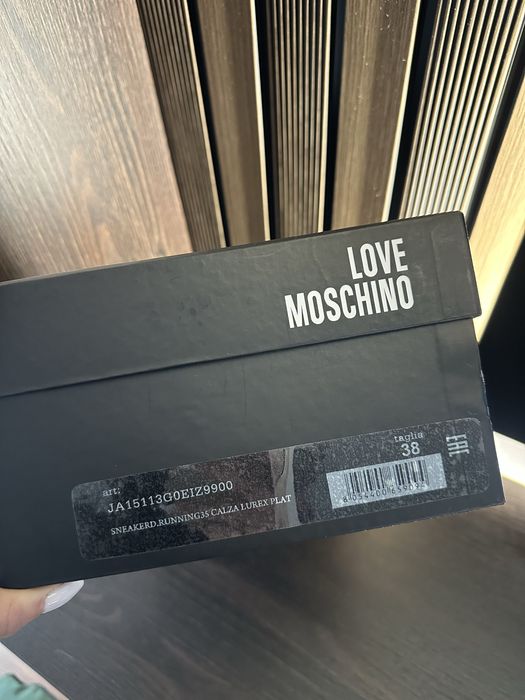 LOVE
MOSCHINO
art:
JA15113G0EIZ9900
SNEAKERD.RUNNING35 CALZA LUREX PLAT
taglia
38
EAC